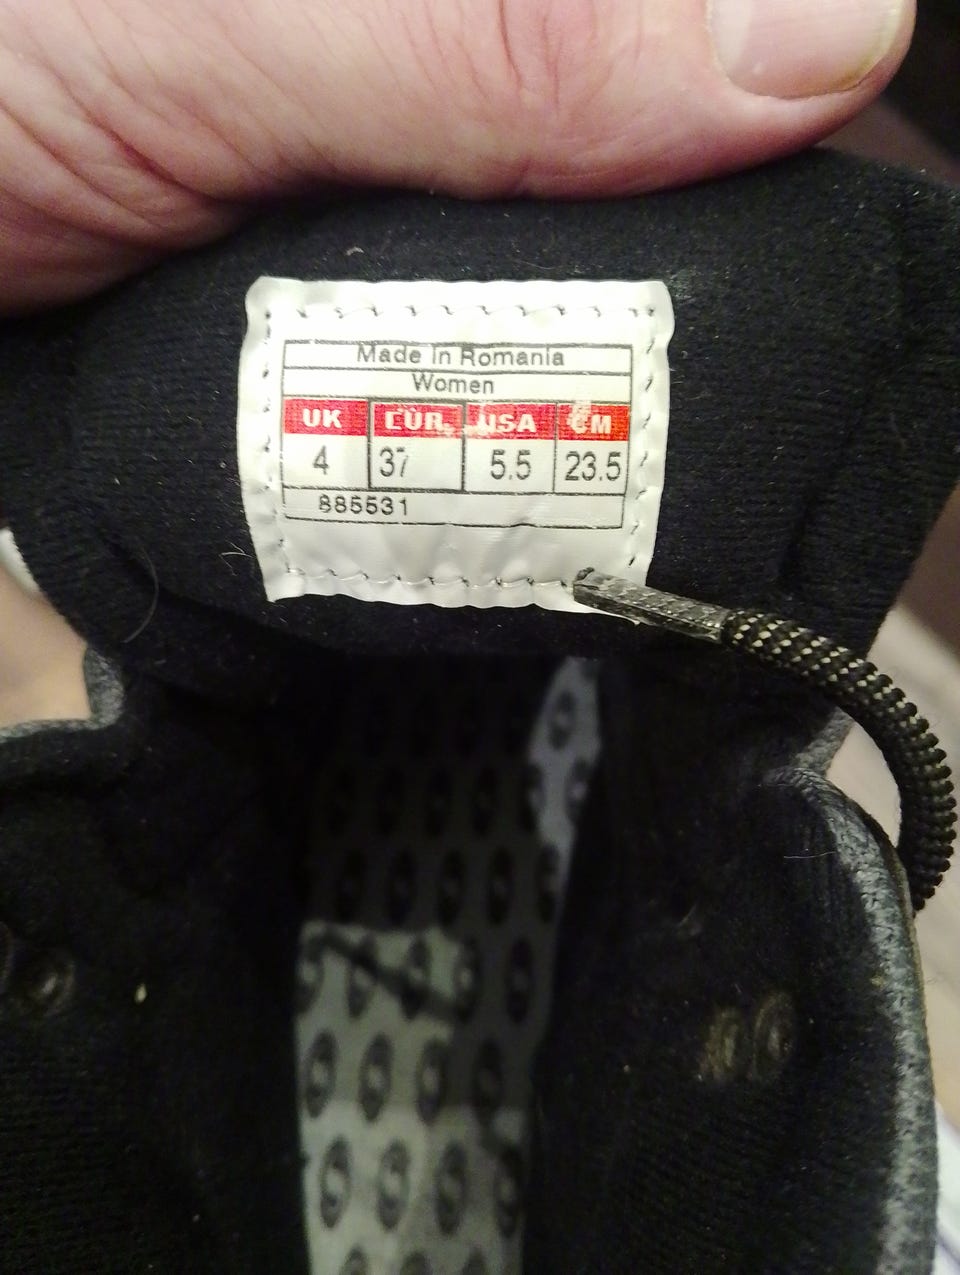 Made in Romania
Women
UK EUR. USA CM
4 37 5.5 23.5
885531